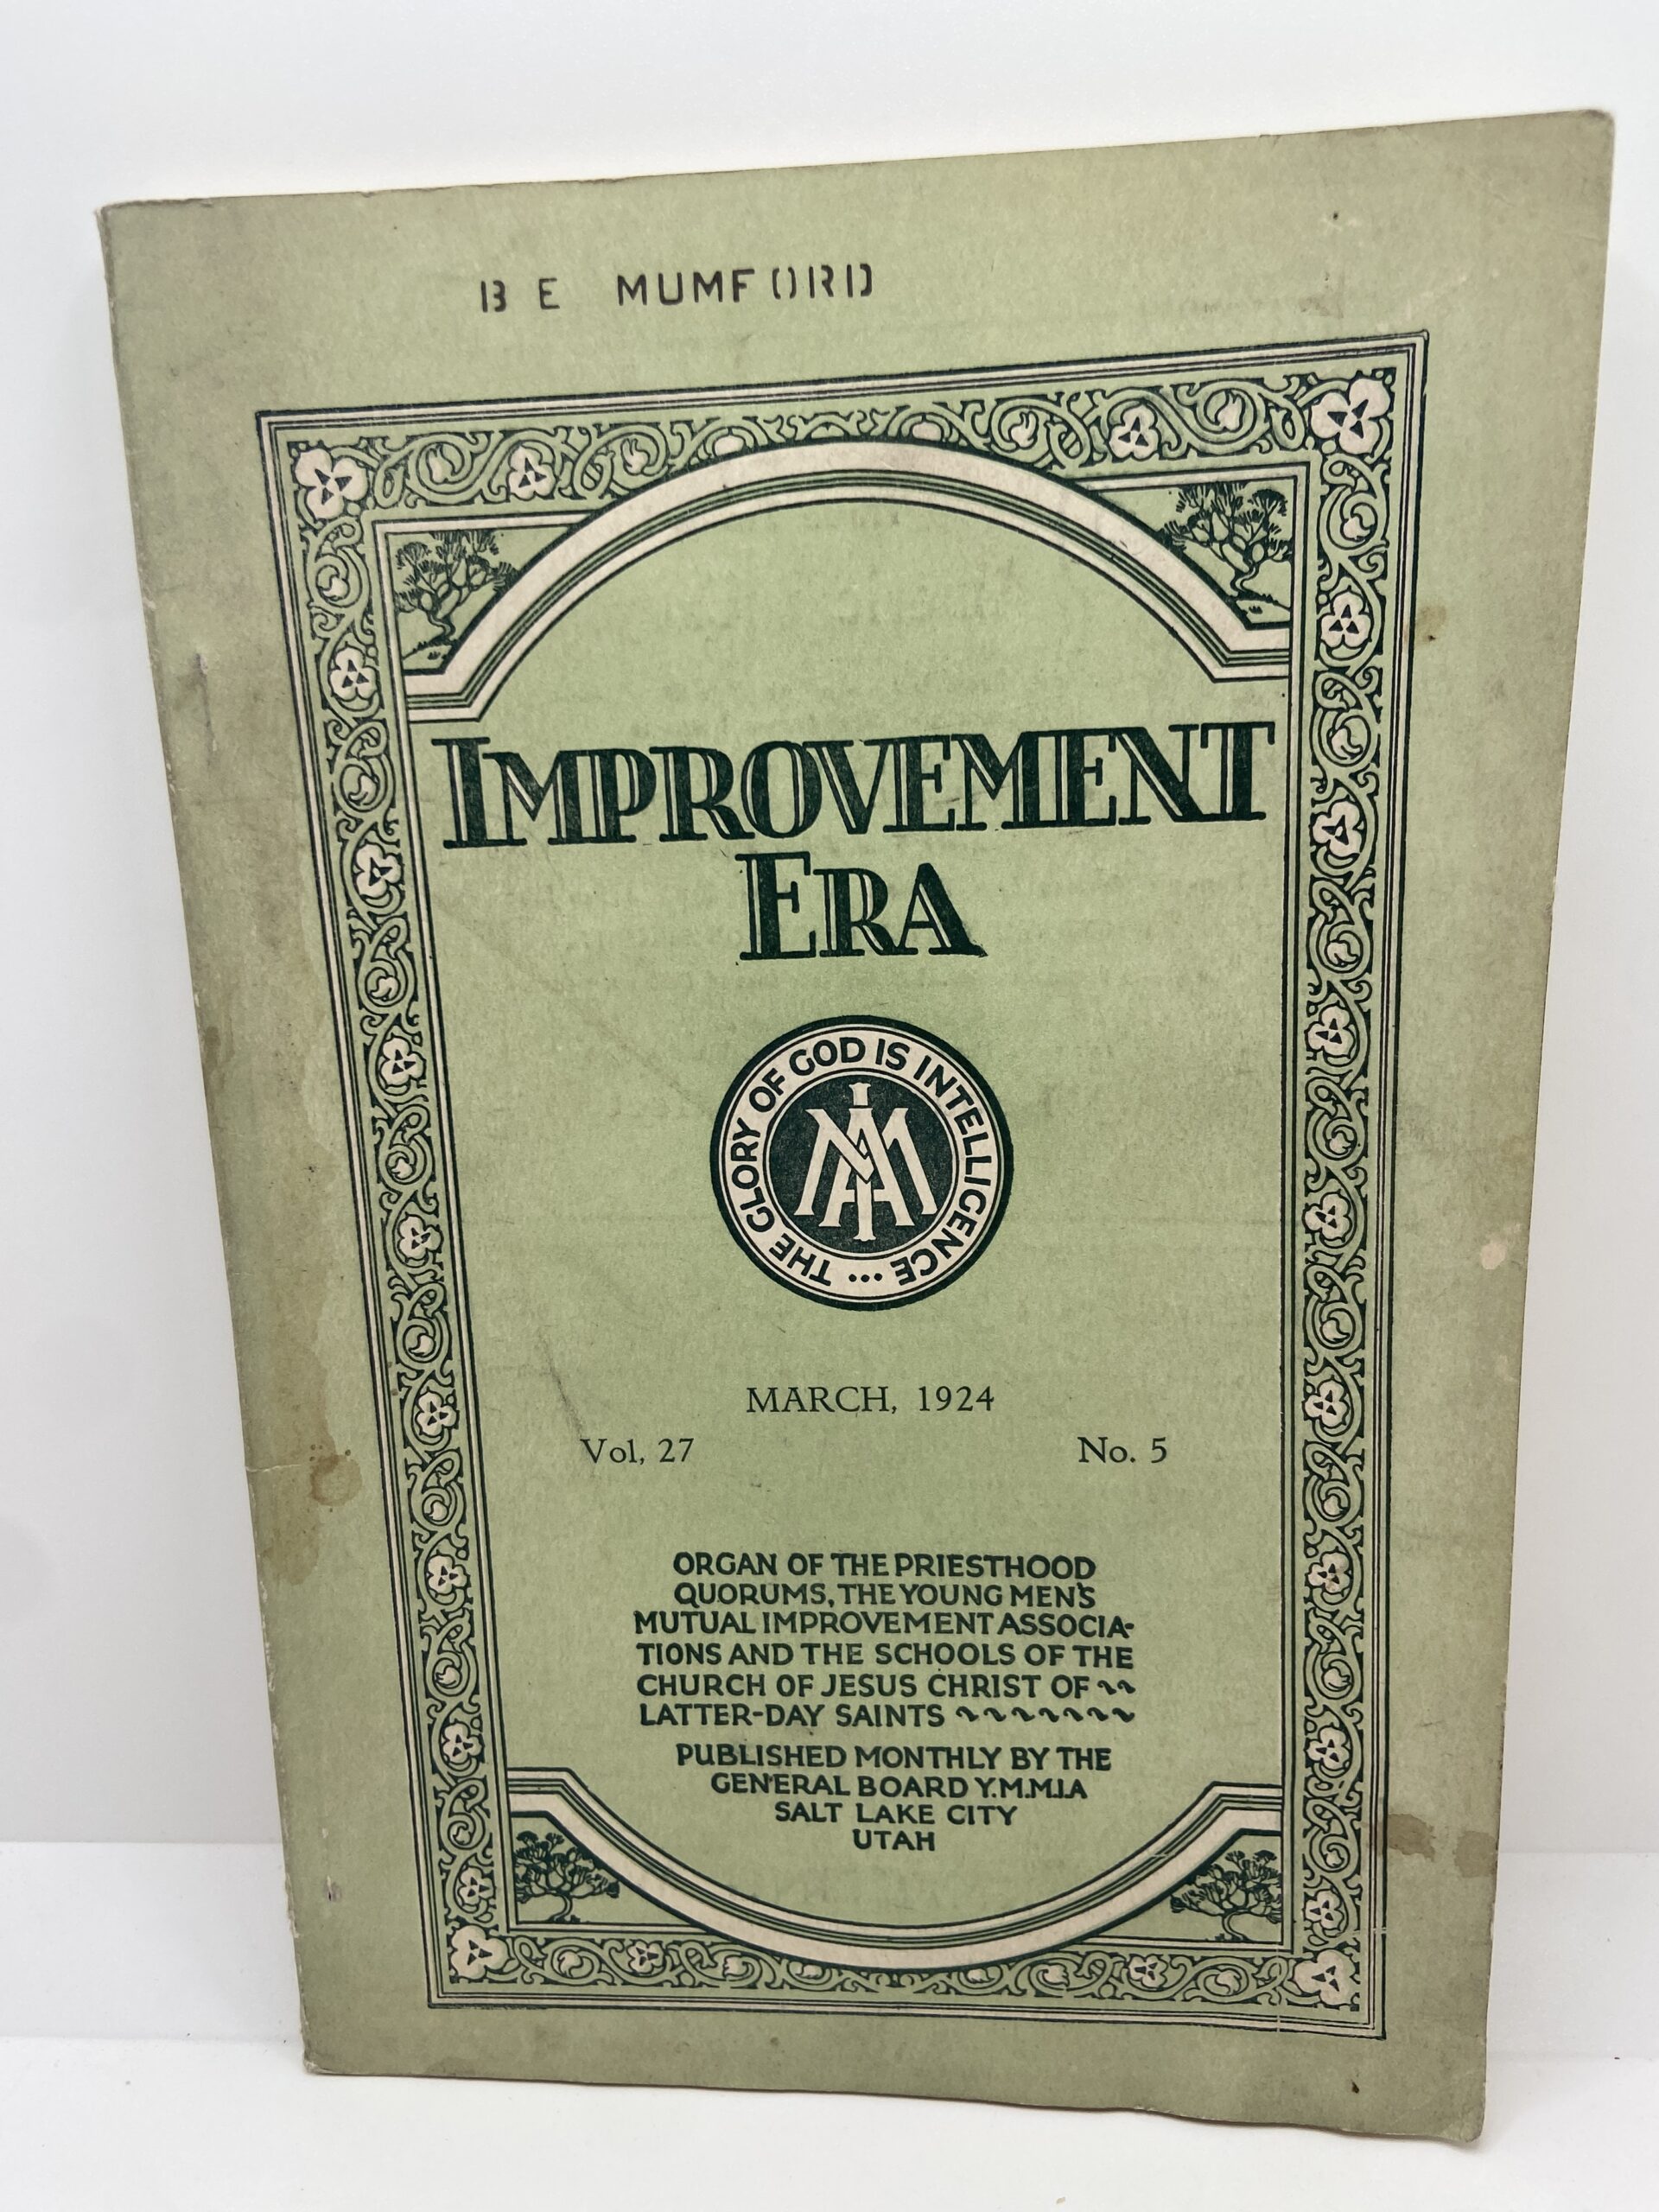 B E MUMFORD
IMPROVEMENT
ERA
THE GLORY OF GOD IS INTELLIGENCE ...
MIA
MARCH, 1924
Vol, 27 No. 5
ORGAN OF THE PRIESTHOOD
QUORUMS, THE YOUNG MEN'S
MUTUAL IMPROVEMENT ASSOCIA-
TIONS AND THE SCHOOLS OF THE
CHURCH OF JESUS CHRIST OF
LATTER-DAY SAINTS
PUBLISHED MONTHLY BY THE
GENERAL BOARD Y.M.M.I.A
SALT LAKE CITY
UTAH